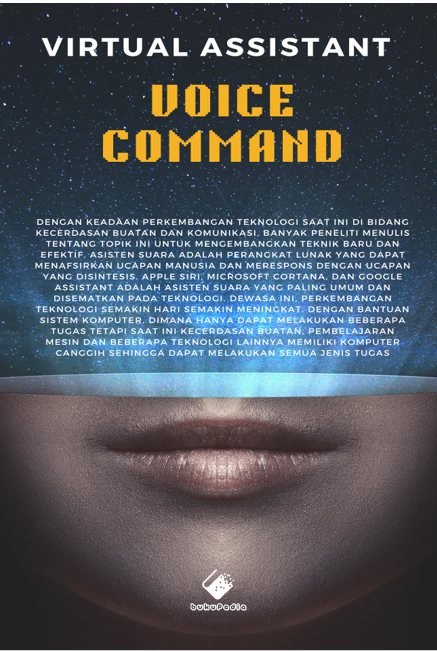 VIRTUAL ASSISTANT
VOICE
COMMAND
DENGAN KEADAAN PERKEMBANGAN TEKNOLOGI SAAT INI DI BIDANG
KECERDASAN BUATAN DAN KOMUNIKASI, BANYAK PENELITI MENULIS
TENTANG TOPIK INI UNTUK MENGEMBANGKAN TEKNIK BARU DAN
EFEKTIF. ASISTEN SUARA ADALAH PERANGKAT LUNAK YANG DAPAT
MENAFSIRKAN UCAPAN MANUSIA DAN MERESPONS DENGAN UCAPAN
YANG DISINTESIS. APPLE SIRI, MICROSOFT CORTANA, DAN GOOGLE
ASSISTANT ADALAH ASISTEN SUARA YANG PALING UMUM DAN
DISEMATKAN PADA TEKNOLOGI. DEWASA INI, PERKEMBANGAN
TEKNOLOGI SEMAKIN HARI SEMAKIN MENINGKAT. DENGAN BANTUAN
SISTEM KOMPUTER, DIMANA HANYA DAPAT MELAKUKAN BEBERAPA
TUGAS TETAPI SAAT INI KECERDASAN BUATAN, PEMBELAJARAN
MESIN DAN BEBERAPA TEKNOLOGI LAINNYA MEMILIKI KOMPUTER
CANGGIH SEHINGGA DAPAT MELAKUKAN SEMUA JENIS TUGAS
bukuPedia